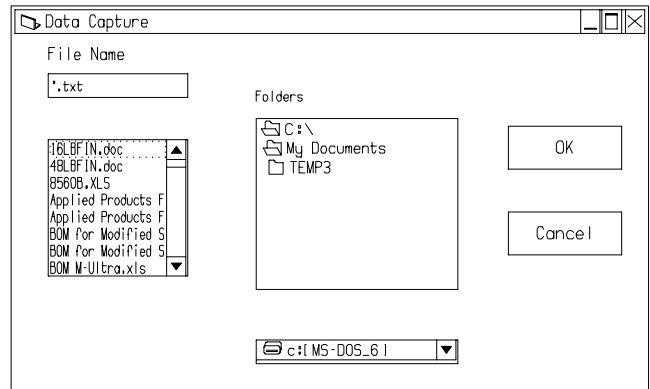 Data Capture
File Name
*.txt
Folders
16LBFIN.doc
48LBFIN.doc
8560B.XLS
Applied Products F
Applied Products F
BOM for Modified S
BOM for Modified S
BOM M-Ultra.xls
C:\
My Documents
TEMP3
OK
Cancel
c:[MS-DOS_6]